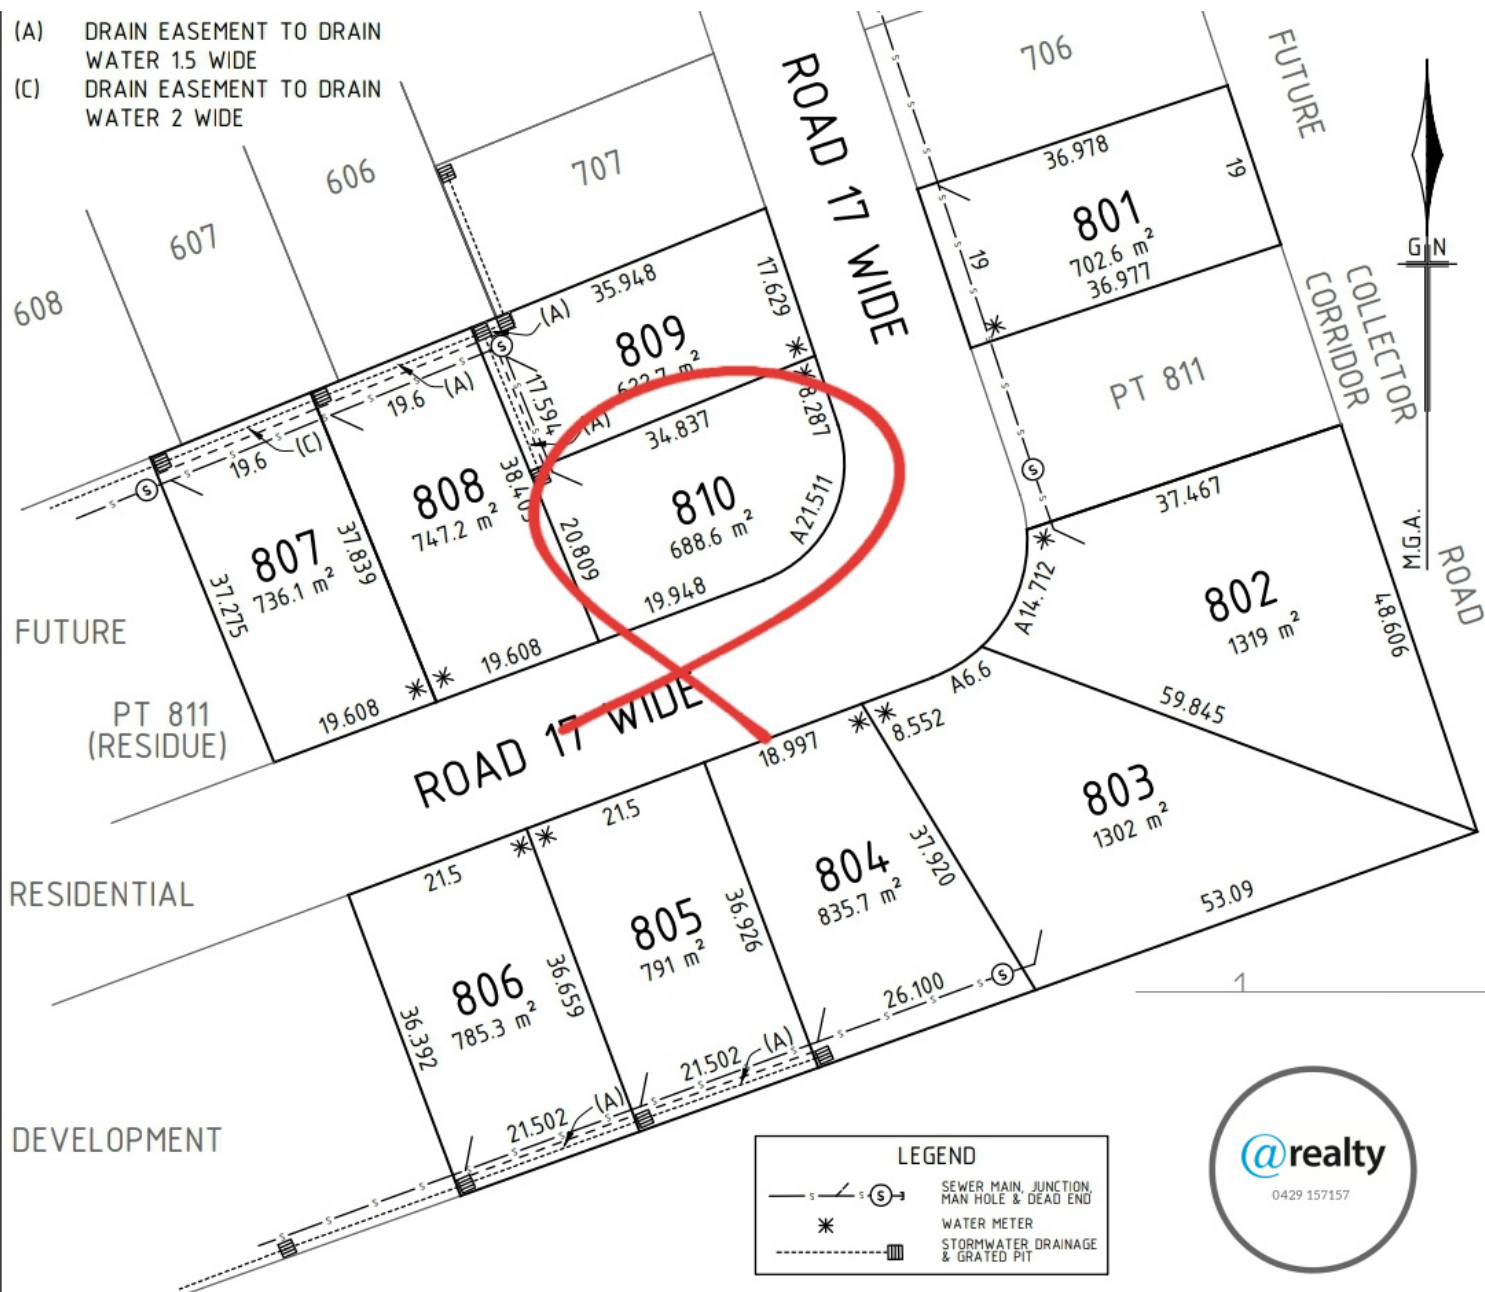 (A) DRAIN EASEMENT TO DRAIN
WATER 1.5 WIDE
(C) DRAIN EASEMENT TO DRAIN
WATER 2 WIDE
608
607
606
707
706
FUTURE
ROAD 17 WIDE
36.978
19
801
702.6 m²
19
36.977
G N
M.G.A.
COLLECTOR
CORRIDOR
ROAD
PT 811
35.948
17.629
(A)
809
622.7 m²
17.594
(A)
34.837
8.287
810
688.6 m²
A21.511
20.809
19.948
19.6
(A)
808
747.2 m²
38.405
19.608
19.6
(C)
807
736.1 m²
37.839
37.275
19.608
FUTURE
PT 811
(RESIDUE)
RESIDENTIAL
DEVELOPMENT
ROAD 17 WIDE
37.467
A14.712
802
1319 m²
48.606
A6.6
59.845
8.552
803
1302 m²
53.09
18.997
804
835.7 m²
37.920
26.100
21.5
805
791 m²
36.926
21.502
(A)
21.5
806
785.3 m²
36.659
36.392
21.502
(A)
1
LEGEND
SEWER MAIN, JUNCTION,
MAN HOLE & DEAD END
WATER METER
STORMWATER DRAINAGE
& GRATED PIT
@realty
0429 157157